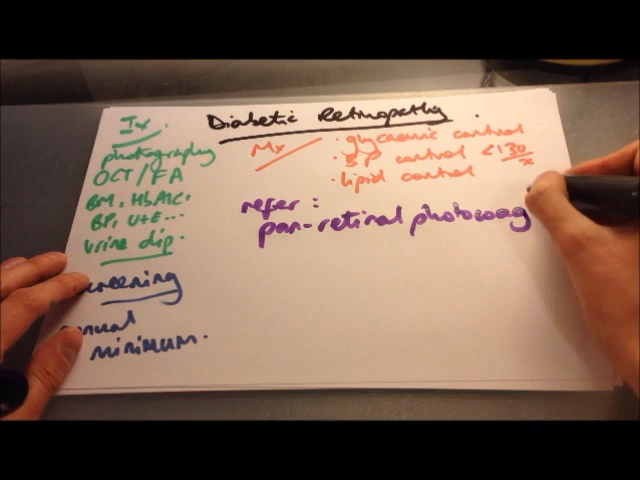 Diabetic Retinopathy.
Ix
photography
OCT / FA
BM, HbA1C.
BP, U+E...
urine dip.
screening
annual
minimum.
Mx
· glycaemic control
· BP control <130/x
· lipid control
refer :
pan-retinal photocoag